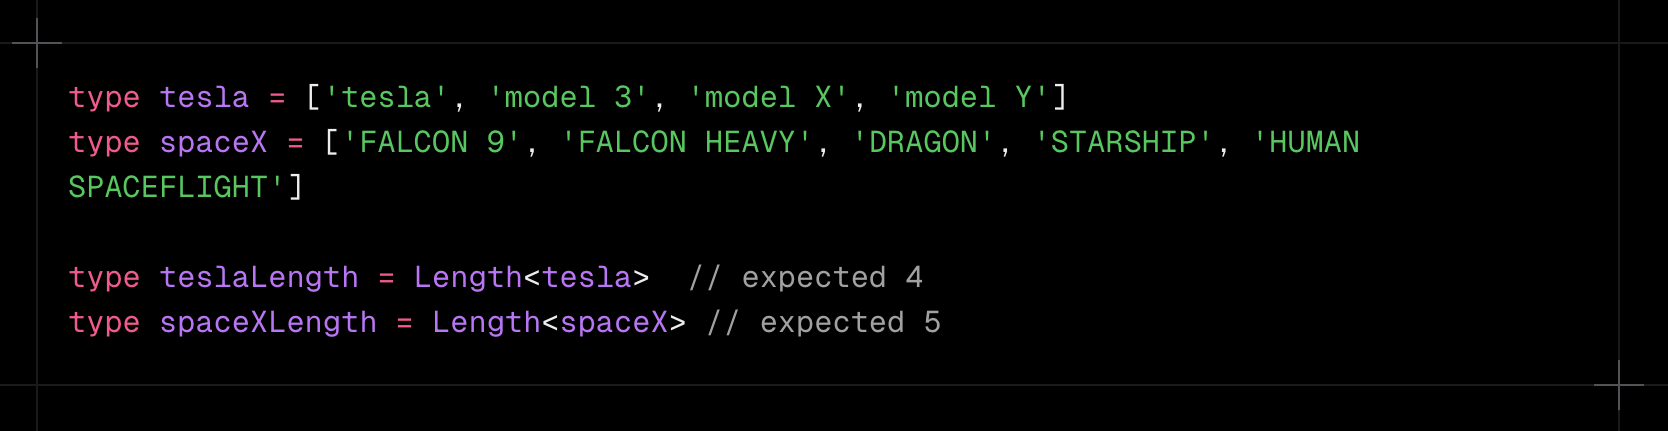 type tesla = ['tesla', 'model 3', 'model X', 'model Y']
type spaceX = ['FALCON 9', 'FALCON HEAVY', 'DRAGON', 'STARSHIP', 'HUMAN
SPACEFLIGHT']
type teslaLength = Length<tesla>  // expected 4
type spaceXLength = Length<spaceX> // expected 5